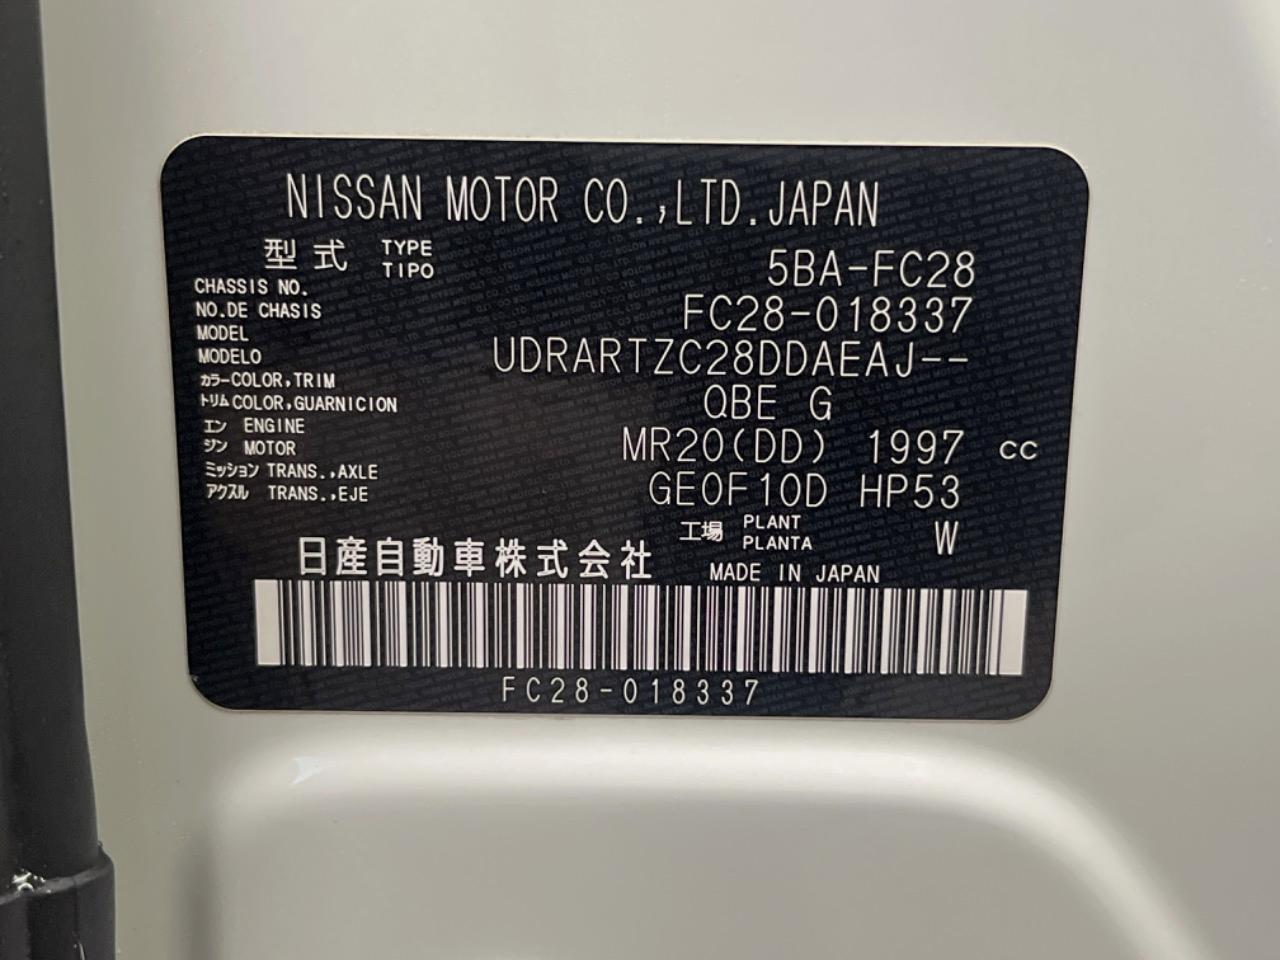 NISSAN MOTOR CO.,LTD.JAPAN
型式 TYPE TIPO 5BA-FC28
CHASSIS NO.
NO.DE CHASIS FC28-018337
MODEL
MODELO UDRARTZC28DDAEAJ--
カラー COLOR,TRIM
トリム COLOR,GUARNICION QBE G
エン ENGINE
ジン MOTOR MR20(DD) 1997 cc
ミッション TRANS.,AXLE
アクスル TRANS.,EJE GE0F10D HP53
工場 PLANT PLANTA W
日産自動車株式会社 MADE IN JAPAN
FC28-018337